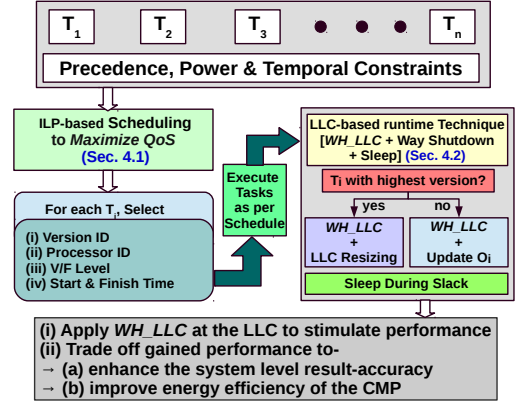 T1 T2 T3 ● ● ● Tn
Precedence, Power & Temporal Constraints
ILP-based Scheduling
to Maximize QoS
(Sec. 4.1)
For each Ti, Select
(i) Version ID
(ii) Processor ID
(iii) V/F Level
(iv) Start & Finish Time
Execute
Tasks
as per
Schedule
LLC-based runtime Technique
[WH_LLC + Way Shutdown
+ Sleep] (Sec. 4.2)
Ti with highest version?
yes no
WH_LLC
+
LLC Resizing
WH_LLC
+
Update Oi
Sleep During Slack
(i) Apply WH_LLC at the LLC to stimulate performance
(ii) Trade off gained performance to-
→ (a) enhance the system level result-accuracy
→ (b) improve energy efficiency of the CMP